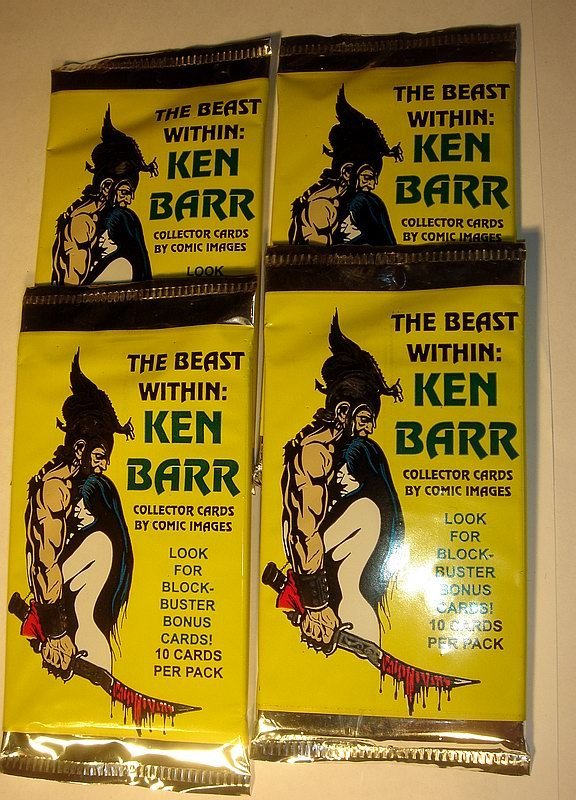 THE BEAST
WITHIN:
KEN
BARR
COLLECTOR CARDS
BY COMIC IMAGES
LOOK
THE BEAST
WITHIN:
KEN
BARR
COLLECTOR CARDS
BY COMIC IMAGES
THE BEAST
WITHIN:
KEN
BARR
COLLECTOR CARDS
BY COMIC IMAGES
LOOK
FOR
BLOCK-
BUSTER
BONUS
CARDS!
10 CARDS
PER PACK
THE BEAST
WITHIN:
KEN
BARR
COLLECTOR CARDS
BY COMIC IMAGES
LOOK
FOR
BLOCK-
BUSTER
BONUS
CARDS!
10 CARDS
PER PACK